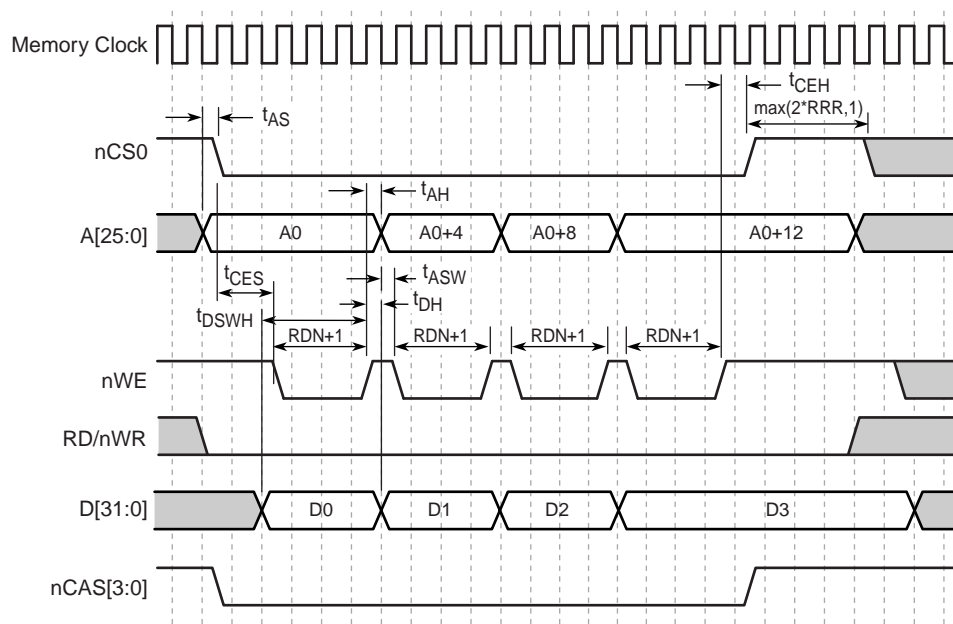 Memory Clock
tCEH
max(2*RRR,1)
tAS
nCS0
tAH
A[25:0]
A0
A0+4
A0+8
A0+12
tCES
tASW
tDSWH
tDH
RDN+1
RDN+1
RDN+1
RDN+1
nWE
RD/nWR
D[31:0]
D0
D1
D2
D3
nCAS[3:0]